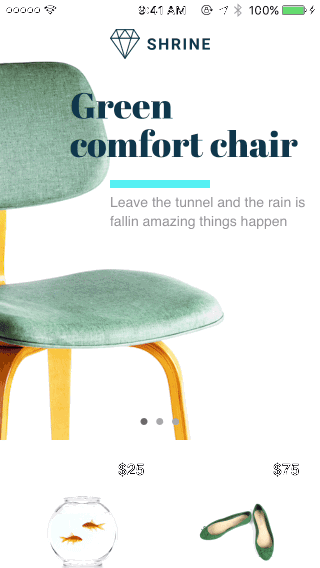 9:41 AM
100%
SHRINE
Green
comfort chair
Leave the tunnel and the rain is
fallin amazing things happen
$25
$75